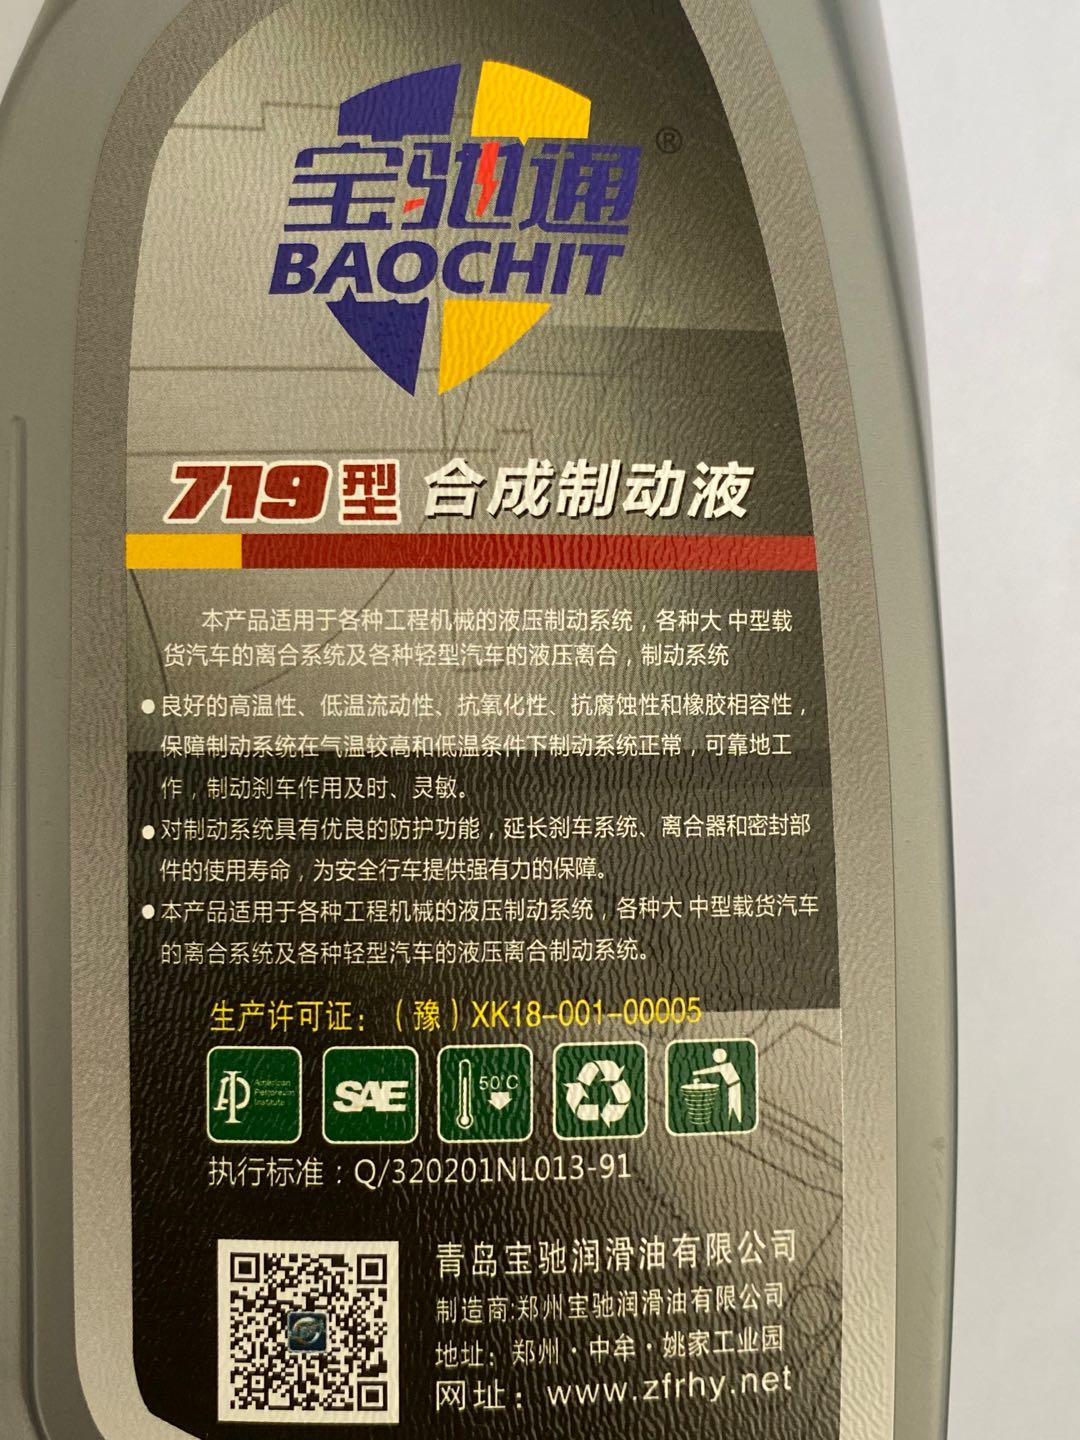 宝驰通
®
BAOCHIT
719型 合成制动液
本产品适用于各种工程机械的液压制动系统，各种大 中型载
货汽车的离合系统及各种轻型汽车的液压离合，制动系统
●良好的高温性、低温流动性、抗氧化性、抗腐蚀性和橡胶相容性，
保障制动系统在气温较高和低温条件下制动系统正常，可靠地工
作，制动刹车作用及时、灵敏。
●对制动系统具有优良的防护功能，延长刹车系统、离合器和密封部
件的使用寿命，为安全行车提供强有力的保障。
●本产品适用于各种工程机械的液压制动系统，各种大 中型载货汽车
的离合系统及各种轻型汽车的液压离合制动系统。
生产许可证：（豫）XK18-001-00005
API American Petroleum Institute
SAE
50℃
执行标准：Q/320201NL013-91
青岛宝驰润滑油有限公司
制造商:郑州宝驰润滑油有限公司
地址：郑州·中牟·姚家工业园
网址：www.zfrhy.net